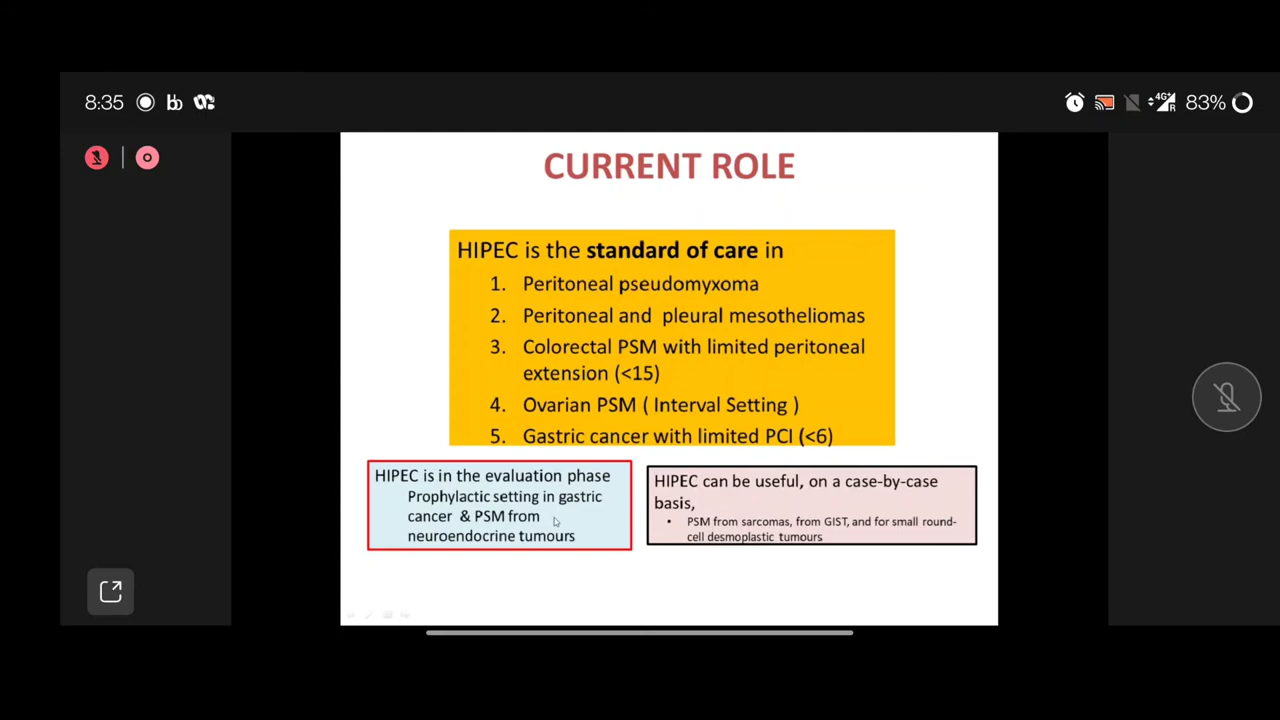 8:35
4G+
R
83%
CURRENT ROLE
HIPEC is the standard of care in
1. Peritoneal pseudomyxoma
2. Peritoneal and pleural mesotheliomas
3. Colorectal PSM with limited peritoneal
extension (<15)
4. Ovarian PSM ( Interval Setting )
5. Gastric cancer with limited PCI (<6)
HIPEC is in the evaluation phase
Prophylactic setting in gastric
cancer & PSM from
neuroendocrine tumours
HIPEC can be useful, on a case-by-case
basis,
• PSM from sarcomas, from GIST, and for small round-
cell desmoplastic tumours